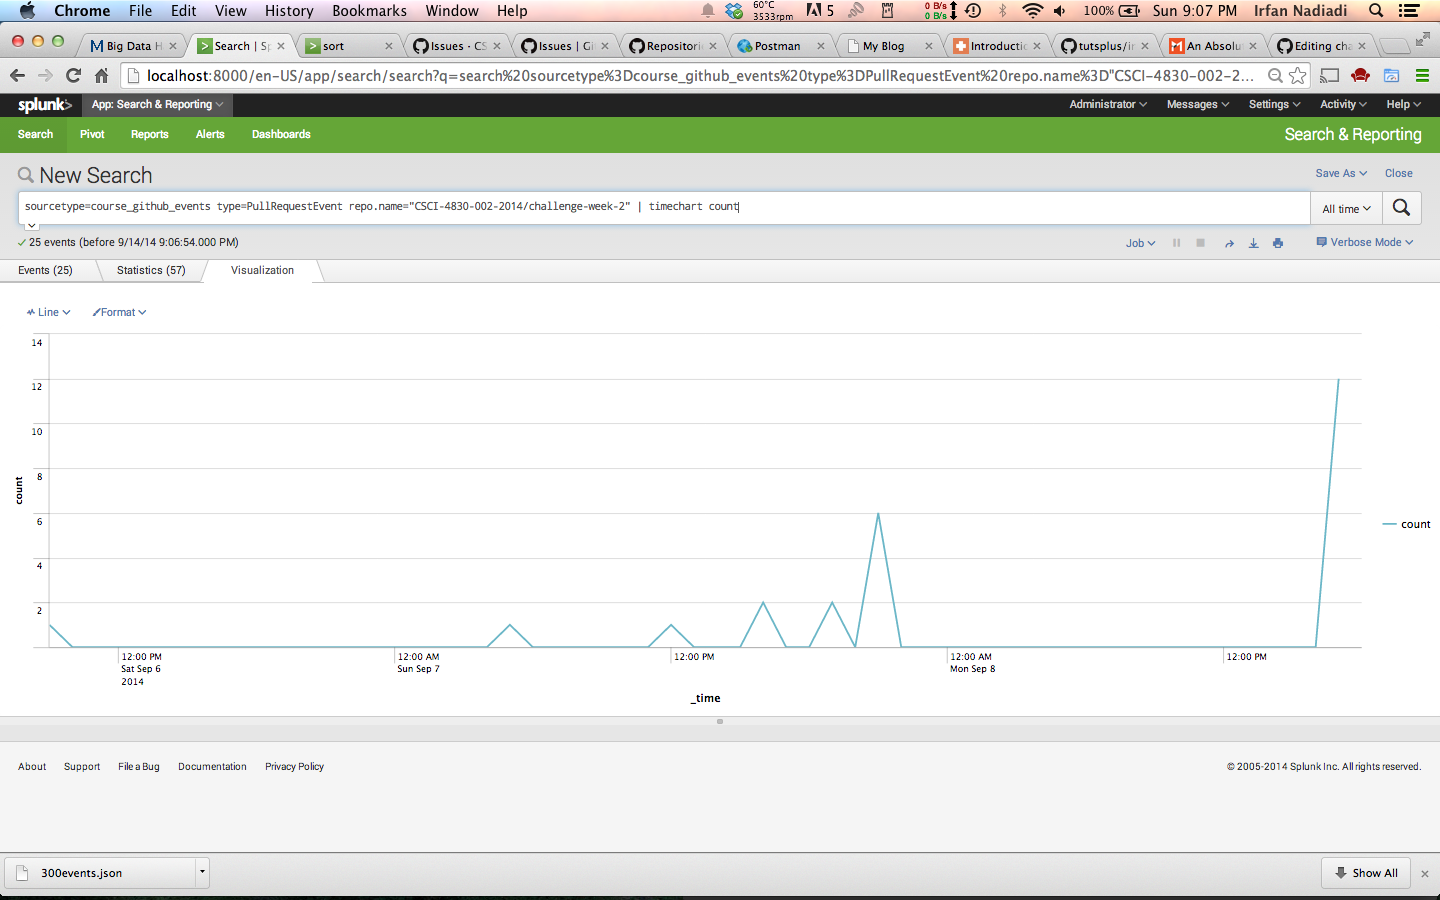 Chrome File Edit View History Bookmarks Window Help 60°C 3533rpm 5 0 B/s 0 B/s 100% Sun 9:07 PM Irfan Nadiadi
Big Data H Search | Sp sort Issues · CS Issues | Gi Repositori Postman My Blog Introductio tutsplus/in An Absolut Editing cha
localhost:8000/en-US/app/search/search?q=search%20sourcetype%3Dcourse_github_events%20type%3DPullRequestEvent%20repo.name%3D"CSCI-4830-002-2...
splunk> App: Search & Reporting Administrator Messages Settings Activity Help
Search Pivot Reports Alerts Dashboards Search & Reporting
New Search Save As Close
sourcetype=course_github_events type=PullRequestEvent repo.name="CSCI-4830-002-2014/challenge-week-2" | timechart count All time
25 events (before 9/14/14 9:06:54.000 PM) Job Verbose Mode
Events (25) Statistics (57) Visualization
Line Format
14
12
10
8
6
4
2
count
count
12:00 PM 12:00 AM 12:00 PM 12:00 AM 12:00 PM
Sat Sep 6 Sun Sep 7 Mon Sep 8
2014
_time
About Support File a Bug Documentation Privacy Policy © 2005-2014 Splunk Inc. All rights reserved.
300events.json Show All